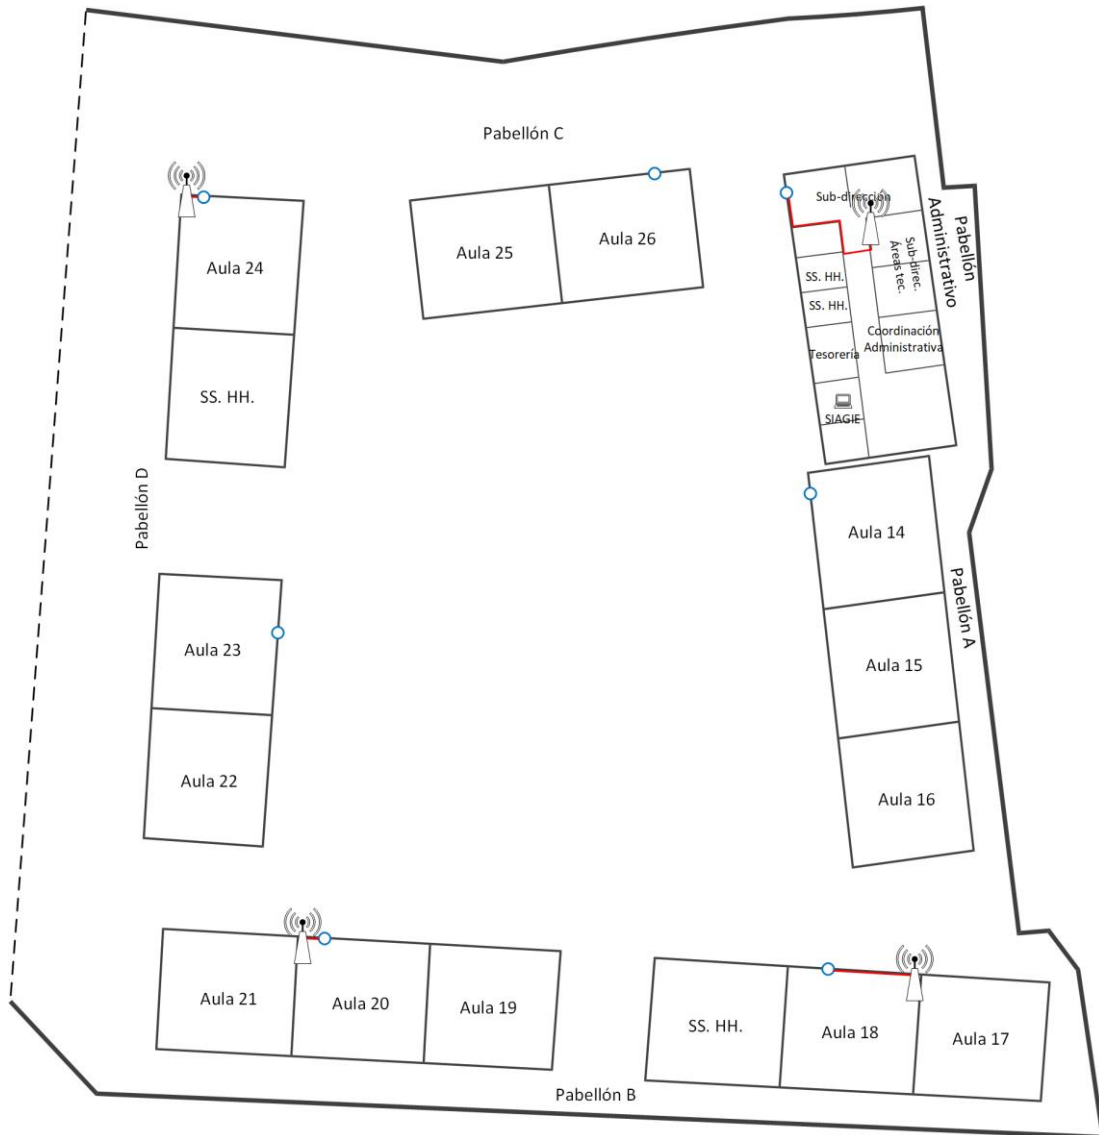 Pabellón C
Sub-dirección
Pabellón
Administrativo
Aula 24
Aula 25
Aula 26
Sub-direc.
Áreas tec.
SS. HH.
SS. HH.
Coordinación
Administrativa
Tesorería
SS. HH.
SIAGIE
Pabellón D
Aula 14
Pabellón A
Aula 23
Aula 15
Aula 22
Aula 16
Aula 21
Aula 20
Aula 19
SS. HH.
Aula 18
Aula 17
Pabellón B